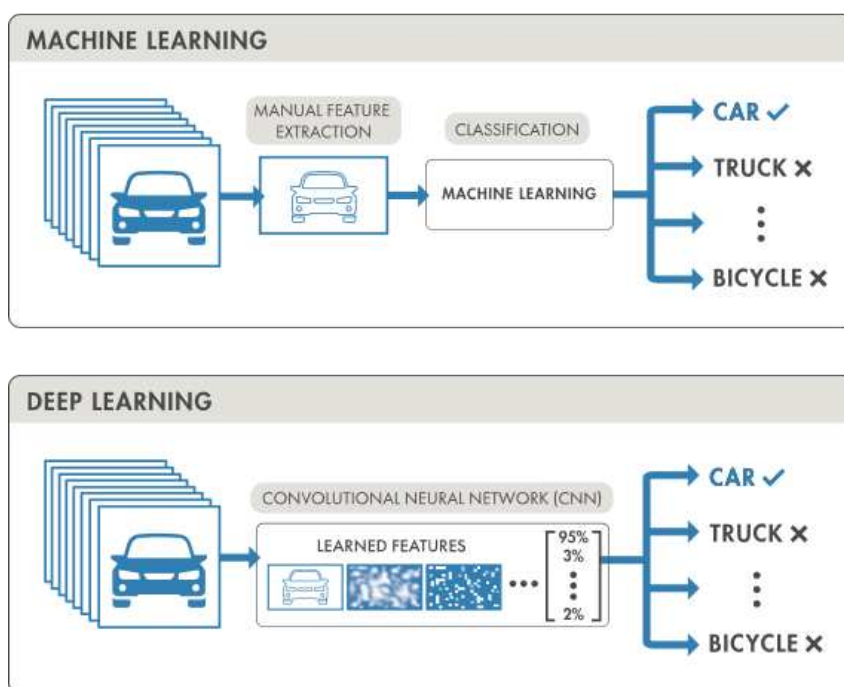 MACHINE LEARNING
MANUAL FEATURE
EXTRACTION
CLASSIFICATION
MACHINE LEARNING
CAR ✓
TRUCK ✕
⋮
BICYCLE ✕
DEEP LEARNING
CONVOLUTIONAL NEURAL NETWORK (CNN)
LEARNED FEATURES
•••
95%
3%
⋮
2%
CAR ✓
TRUCK ✕
⋮
BICYCLE ✕